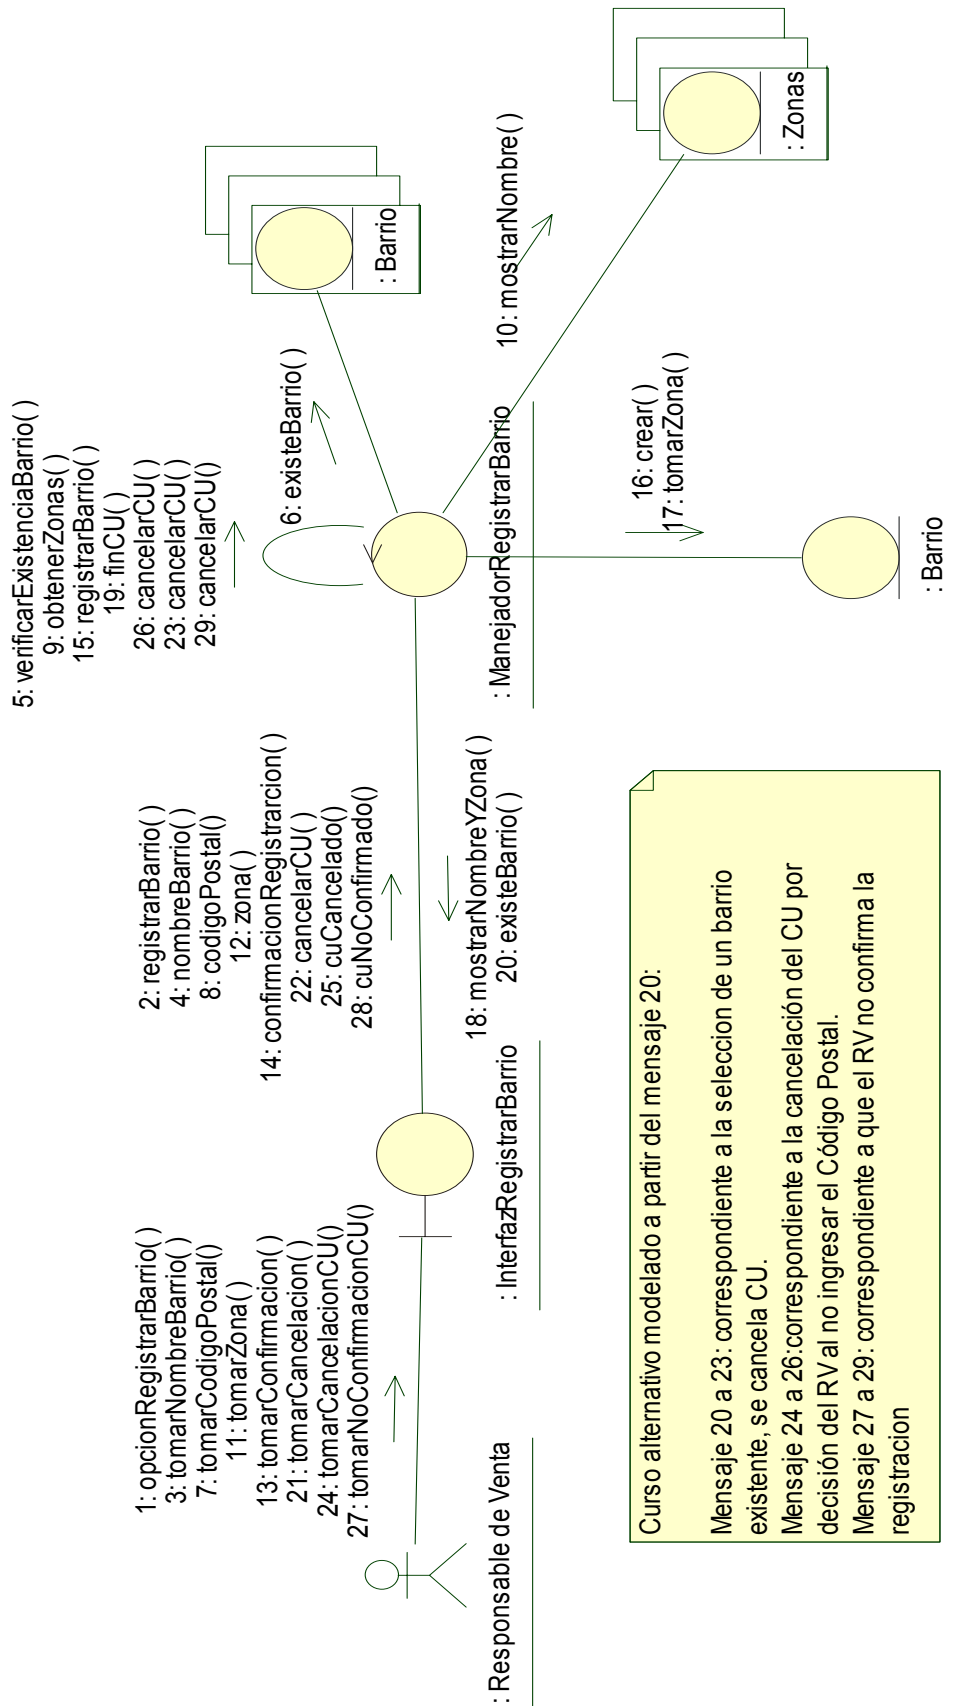 1: opcionRegistrarBarrio( )
3: tomarNombreBarrio( )
7: tomarCodigoPostal()
11: tomarZona( )
13: tomarConfirmacion( )
21: tomarCancelacion( )
24: tomarCancelacionCU()
27: tomarNoConfirmacionCU()
: Responsable de Venta
2: registrarBarrio( )
4: nombreBarrio( )
8: codigoPostal()
12: zona( )
14: confirmacionRegistrarcion( )
22: cancelarCU( )
25: cuCancelado()
28: cuNoConfirmado()
18: mostrarNombreYZona( )
20: existeBarrio( )
: InterfazRegistrarBarrio
5: verificarExistenciaBarrio( )
9: obtenerZonas( )
15: registrarBarrio( )
19: finCU( )
26: cancelarCU( )
23: cancelarCU( )
29: cancelarCU()
6: existeBarrio( )
: Barrio
: ManejadorRegistrarBarrio
10: mostrarNombre( )
: Zonas
16: crear( )
17: tomarZona( )
: Barrio
Curso alternativo modelado a partir del mensaje 20:
Mensaje 20 a 23: correspondiente a la seleccion de un barrio
existente, se cancela CU.
Mensaje 24 a 26:correspondiente a la cancelación del CU por
decisión del RV al no ingresar el Código Postal.
Mensaje 27 a 29: correspondiente a que el RV no confirma la
registracion